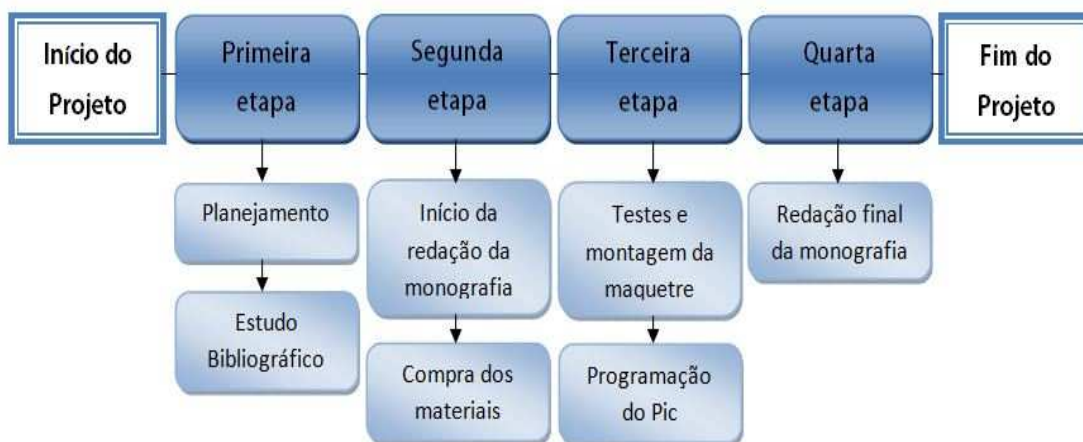 Início do
Projeto
Primeira
etapa
Segunda
etapa
Terceira
etapa
Quarta
etapa
Fim do
Projeto
Planejamento
Estudo
Bibliográfico
Início da
redação da
monografia
Compra dos
materiais
Testes e
montagem da
maquetre
Programação
do Pic
Redação final
da monografia